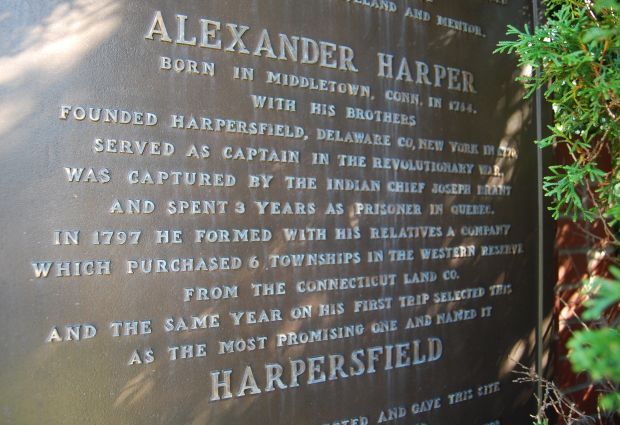 AND MENTOR.
ALEXANDER HARPER
BORN IN MIDDLETOWN, CONN. IN 1744.
WITH HIS BROTHERS
FOUNDED HARPERSFIELD, DELAWARE CO, NEW YORK IN
SERVED AS CAPTAIN IN THE REVOLUTIONARY WAR,
WAS CAPTURED BY THE INDIAN CHIEF JOSEPH BRANT
AND SPENT 3 YEARS AS PRISONER IN QUEBEC.
IN 1797 HE FORMED WITH HIS RELATIVES A COMPANY
WHICH PURCHASED 6 TOWNSHIPS IN THE WESTERN RESERVE
FROM THE CONNECTICUT LAND CO.
AND THE SAME YEAR ON HIS FIRST TRIP SELECTED THIS
AS THE MOST PROMISING ONE AND NAMED IT
HARPERSFIELD
AND GAVE THIS SITE